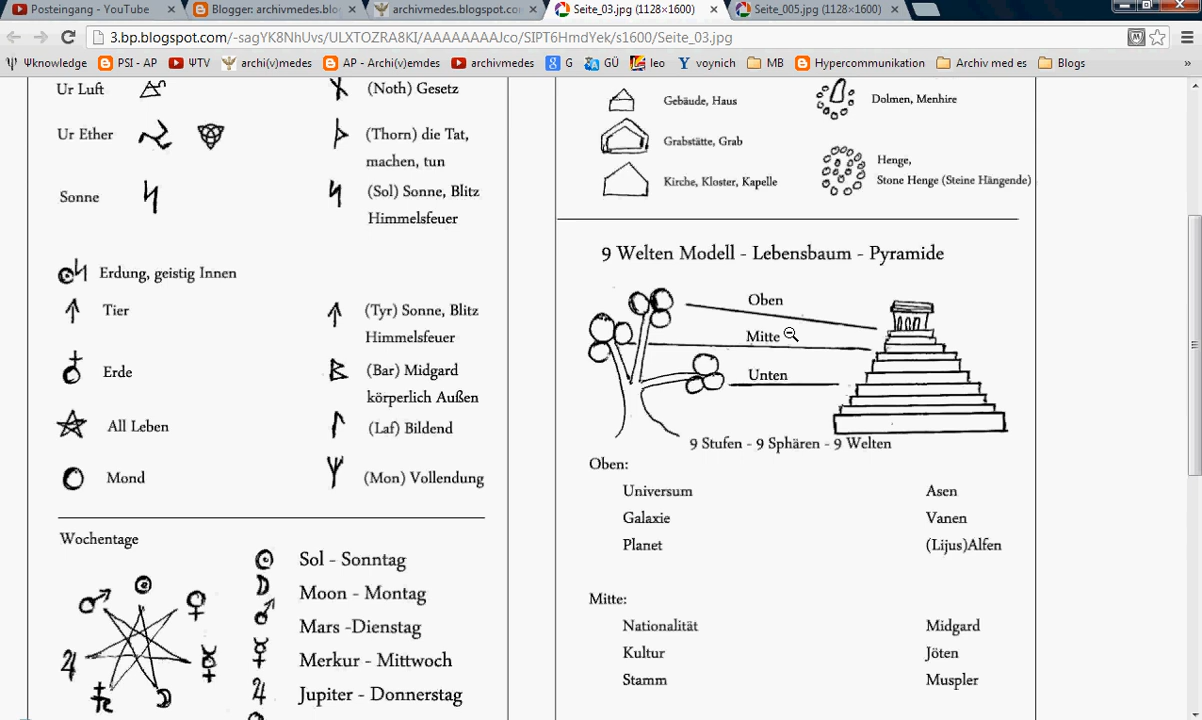 Posteingang - YouTube
Blogger: archivmedes.blo
archivmedes.blogspot.com
Seite_03.jpg (1128×1600)
Seite_005.jpg (1128×1600)
3.bp.blogspot.com/-sagYK8NhUvs/ULXTOZRA8KI/AAAAAAAAJco/SIPT6HmdYek/s1600/Seite_03.jpg
Ψknowledge
PSI - AP
ΨTV
archi(v)medes
AP - Archi(v)emdes
archivmedes
G
GÜ
leo
voynich
MB
Hypercommunikation
Archiv med es
Blogs
»
Ur Luft
(Noth) Gesetz
Ur Ether
(Thorn) die Tat,
machen, tun
Sonne
(Sol) Sonne, Blitz
Himmelsfeuer
Erdung, geistig Innen
Tier
(Tyr) Sonne, Blitz
Himmelsfeuer
Erde
(Bar) Midgard
körperlich Außen
All Leben
(Laf) Bildend
Mond
(Mon) Vollendung
Wochentage
Sol - Sonntag
Moon - Montag
Mars -Dienstag
Merkur - Mittwoch
Jupiter - Donnerstag
Gebäude, Haus
Dolmen, Menhire
Grabstätte, Grab
Henge,
Kirche, Kloster, Kapelle
Stone Henge (Steine Hängende)
9 Welten Modell - Lebensbaum - Pyramide
Oben
Mitte
Unten
9 Stufen - 9 Sphären - 9 Welten
Oben:
Universum Asen
Galaxie Vanen
Planet (Lijus)Alfen
Mitte:
Nationalität Midgard
Kultur Jöten
Stamm Muspler